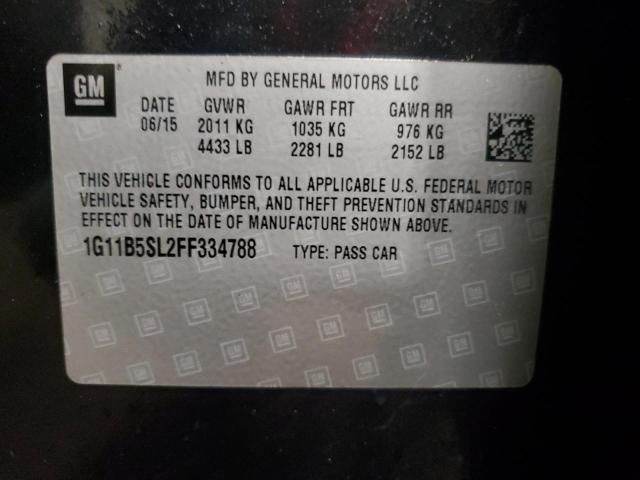 GM ® MFD BY GENERAL MOTORS LLC
DATE GVWR GAWR FRT GAWR RR
06/15 2011 KG 1035 KG 976 KG
4433 LB 2281 LB 2152 LB
THIS VEHICLE CONFORMS TO ALL APPLICABLE U.S. FEDERAL MOTOR
VEHICLE SAFETY, BUMPER, AND THEFT PREVENTION STANDARDS IN
EFFECT ON THE DATE OF MANUFACTURE SHOWN ABOVE.
1G11B5SL2FF334788 TYPE: PASS CAR